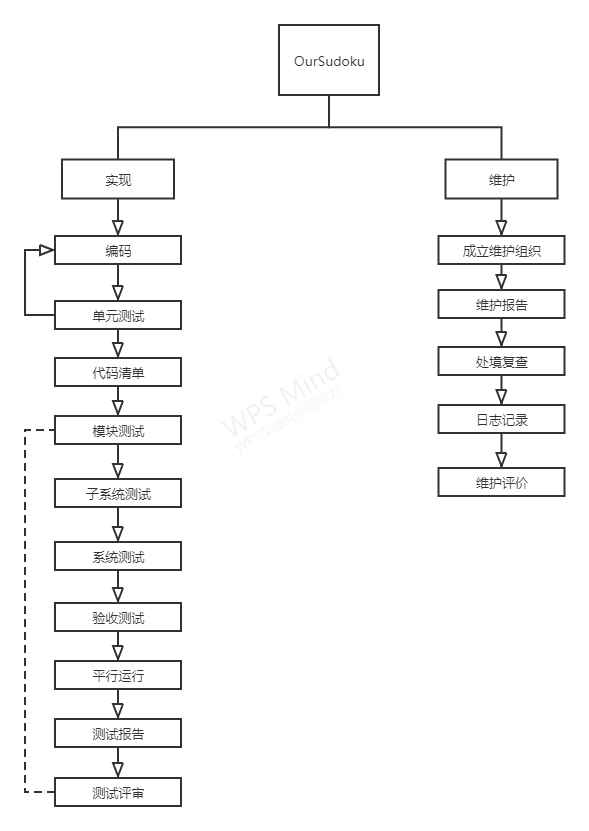 OurSudoku
实现
编码
单元测试
代码清单
模块测试
子系统测试
系统测试
验收测试
平行运行
测试报告
测试评审
维护
成立维护组织
维护报告
处境复查
日志记录
维护评价
WPS Mind